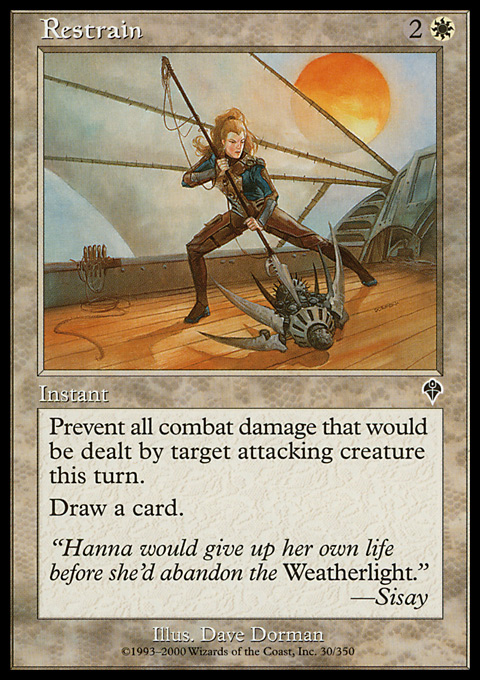 Restrain 2
Instant
Prevent all combat damage that would
be dealt by target attacking creature
this turn.
Draw a card.
“Hanna would give up her own life
before she’d abandon the Weatherlight.”
—Sisay
Illus. Dave Dorman
©1993–2000 Wizards of the Coast, Inc. 30/350